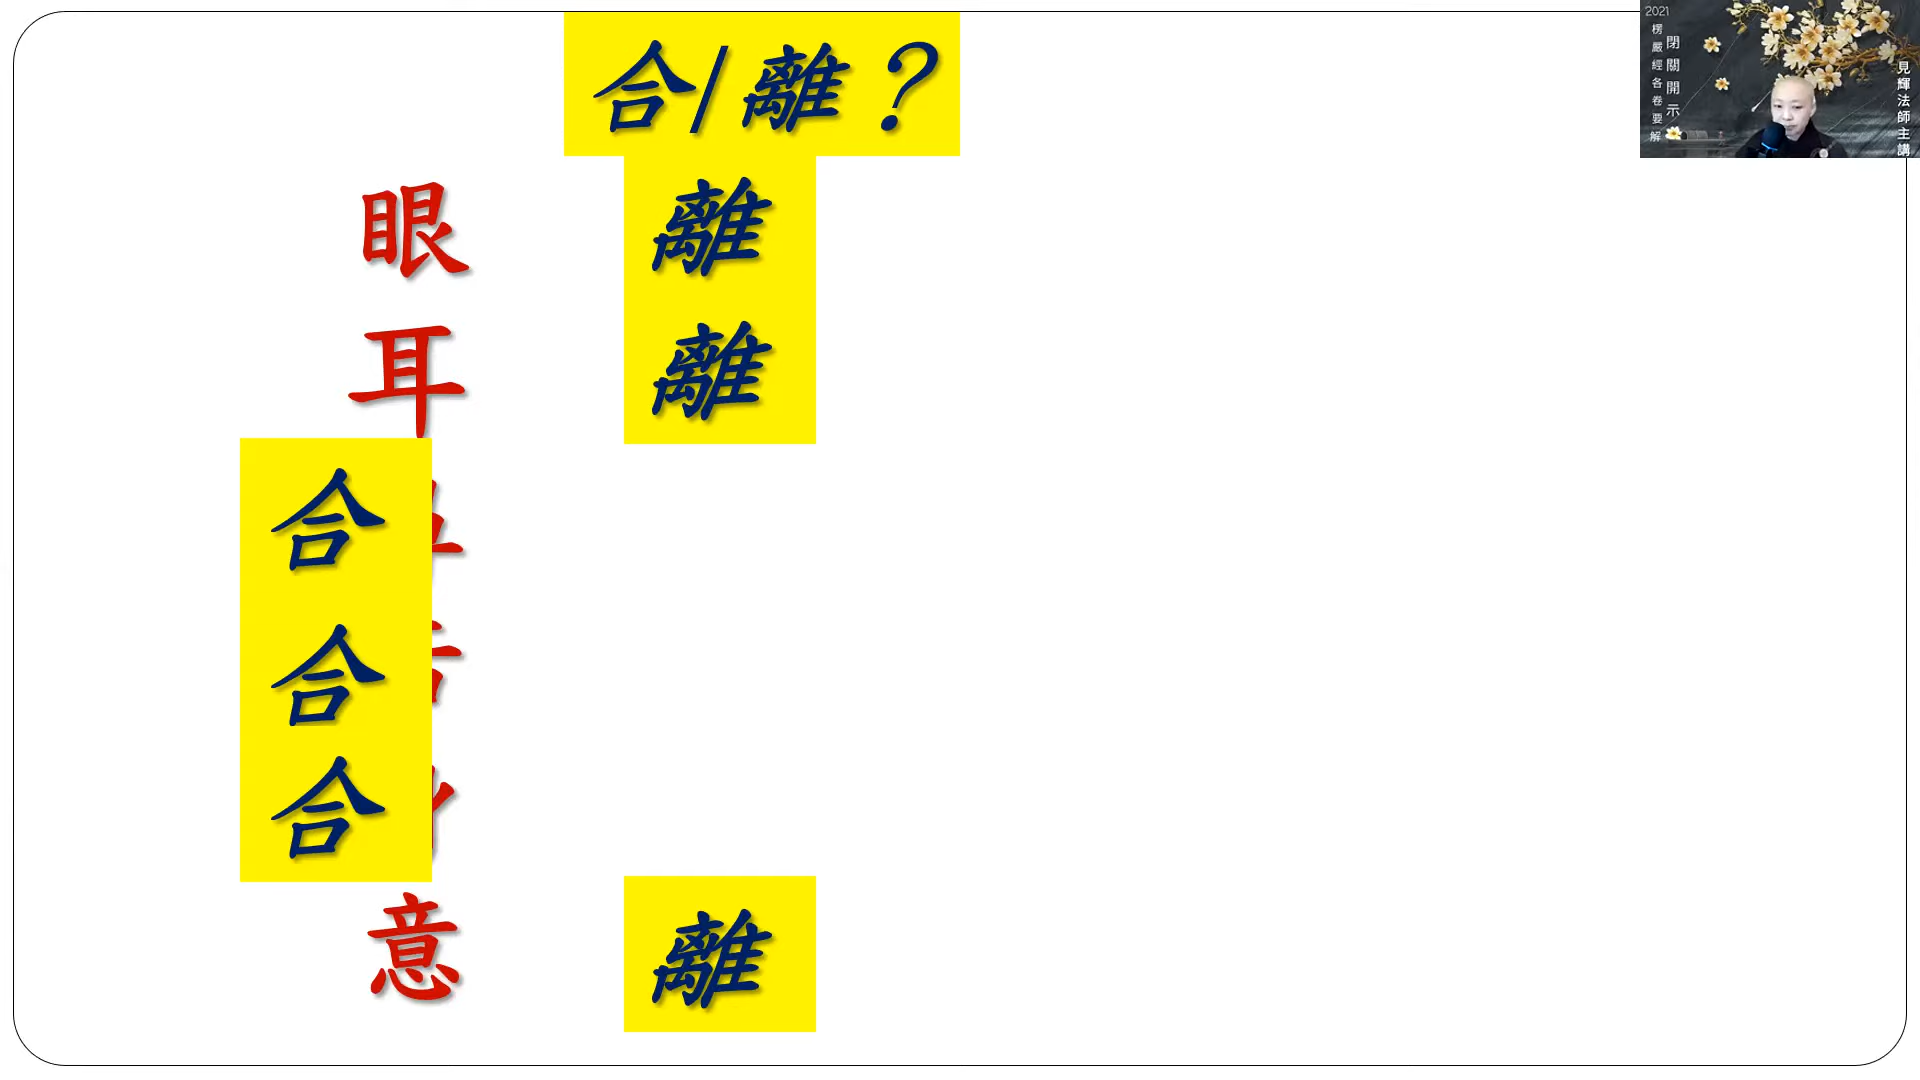 合/離？
眼 離
耳 離
合
合
合
意 離
2021
楞嚴經各卷要解
閉關開示
見輝法師主講